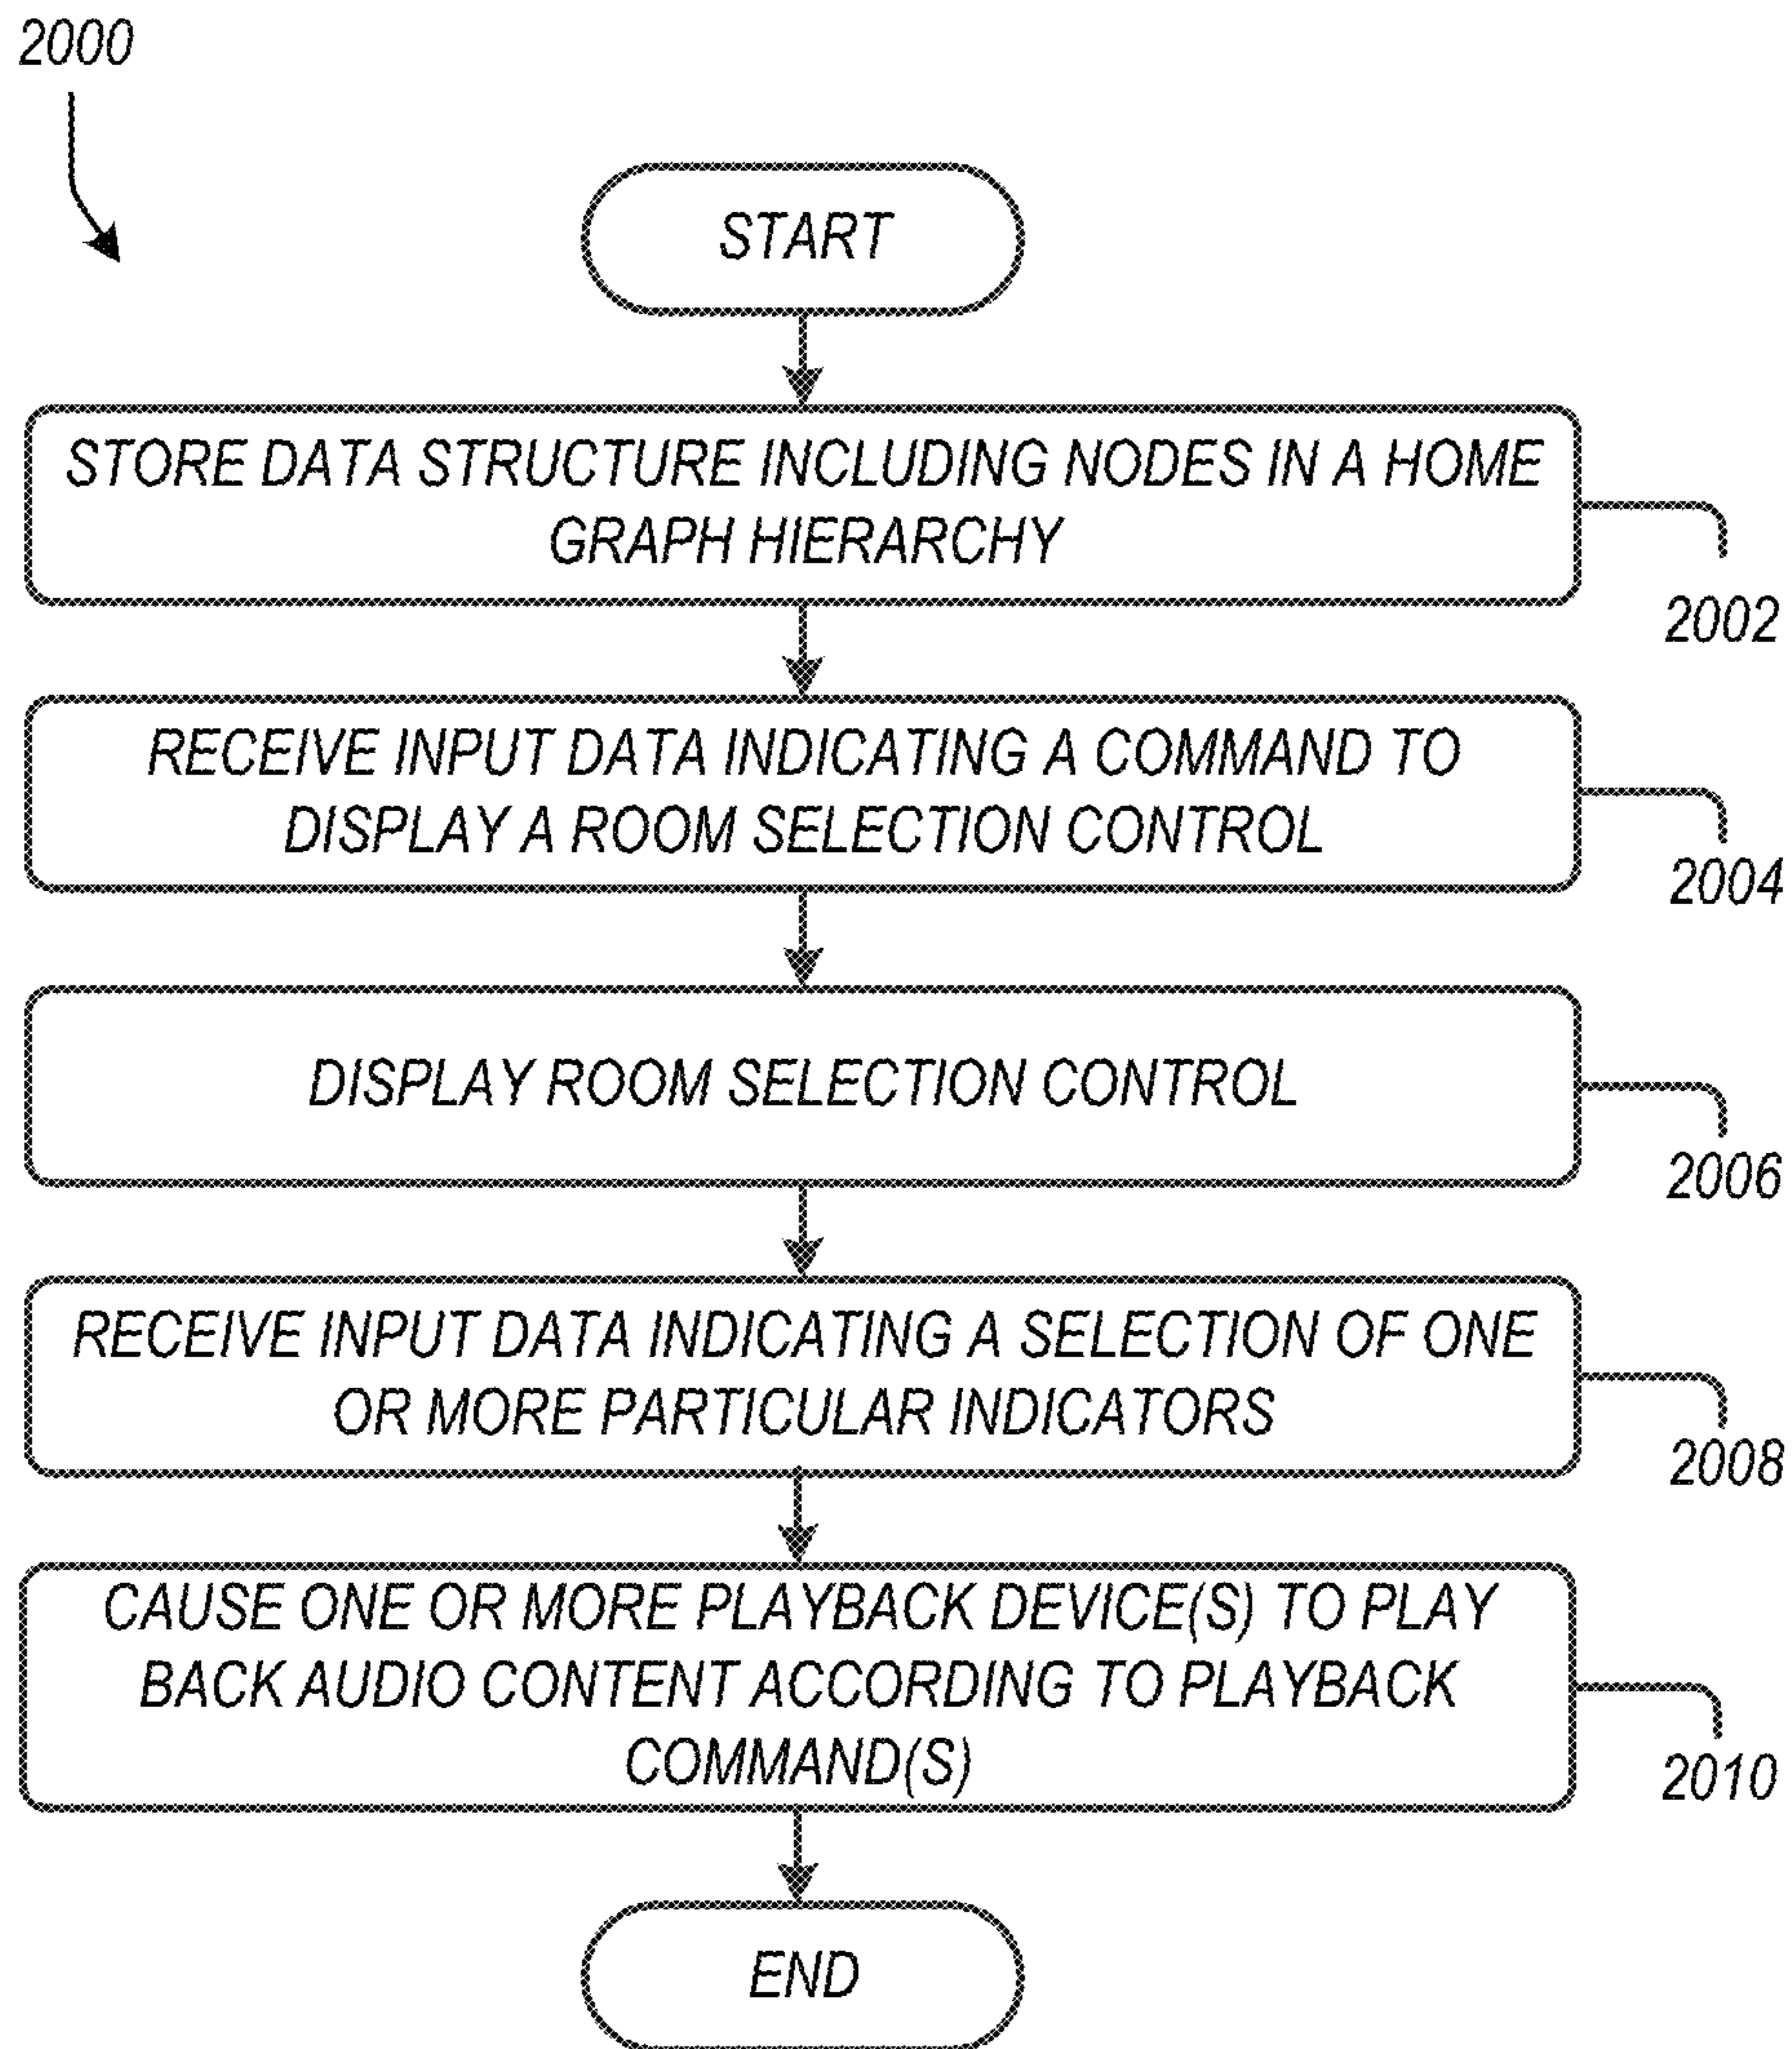 2000
START
STORE DATA STRUCTURE INCLUDING NODES IN A HOME
GRAPH HIERARCHY
2002
RECEIVE INPUT DATA INDICATING A COMMAND TO
DISPLAY A ROOM SELECTION CONTROL
2004
DISPLAY ROOM SELECTION CONTROL
2006
RECEIVE INPUT DATA INDICATING A SELECTION OF ONE
OR MORE PARTICULAR INDICATORS
2008
CAUSE ONE OR MORE PLAYBACK DEVICE(S) TO PLAY
BACK AUDIO CONTENT ACCORDING TO PLAYBACK
COMMAND(S)
2010
END